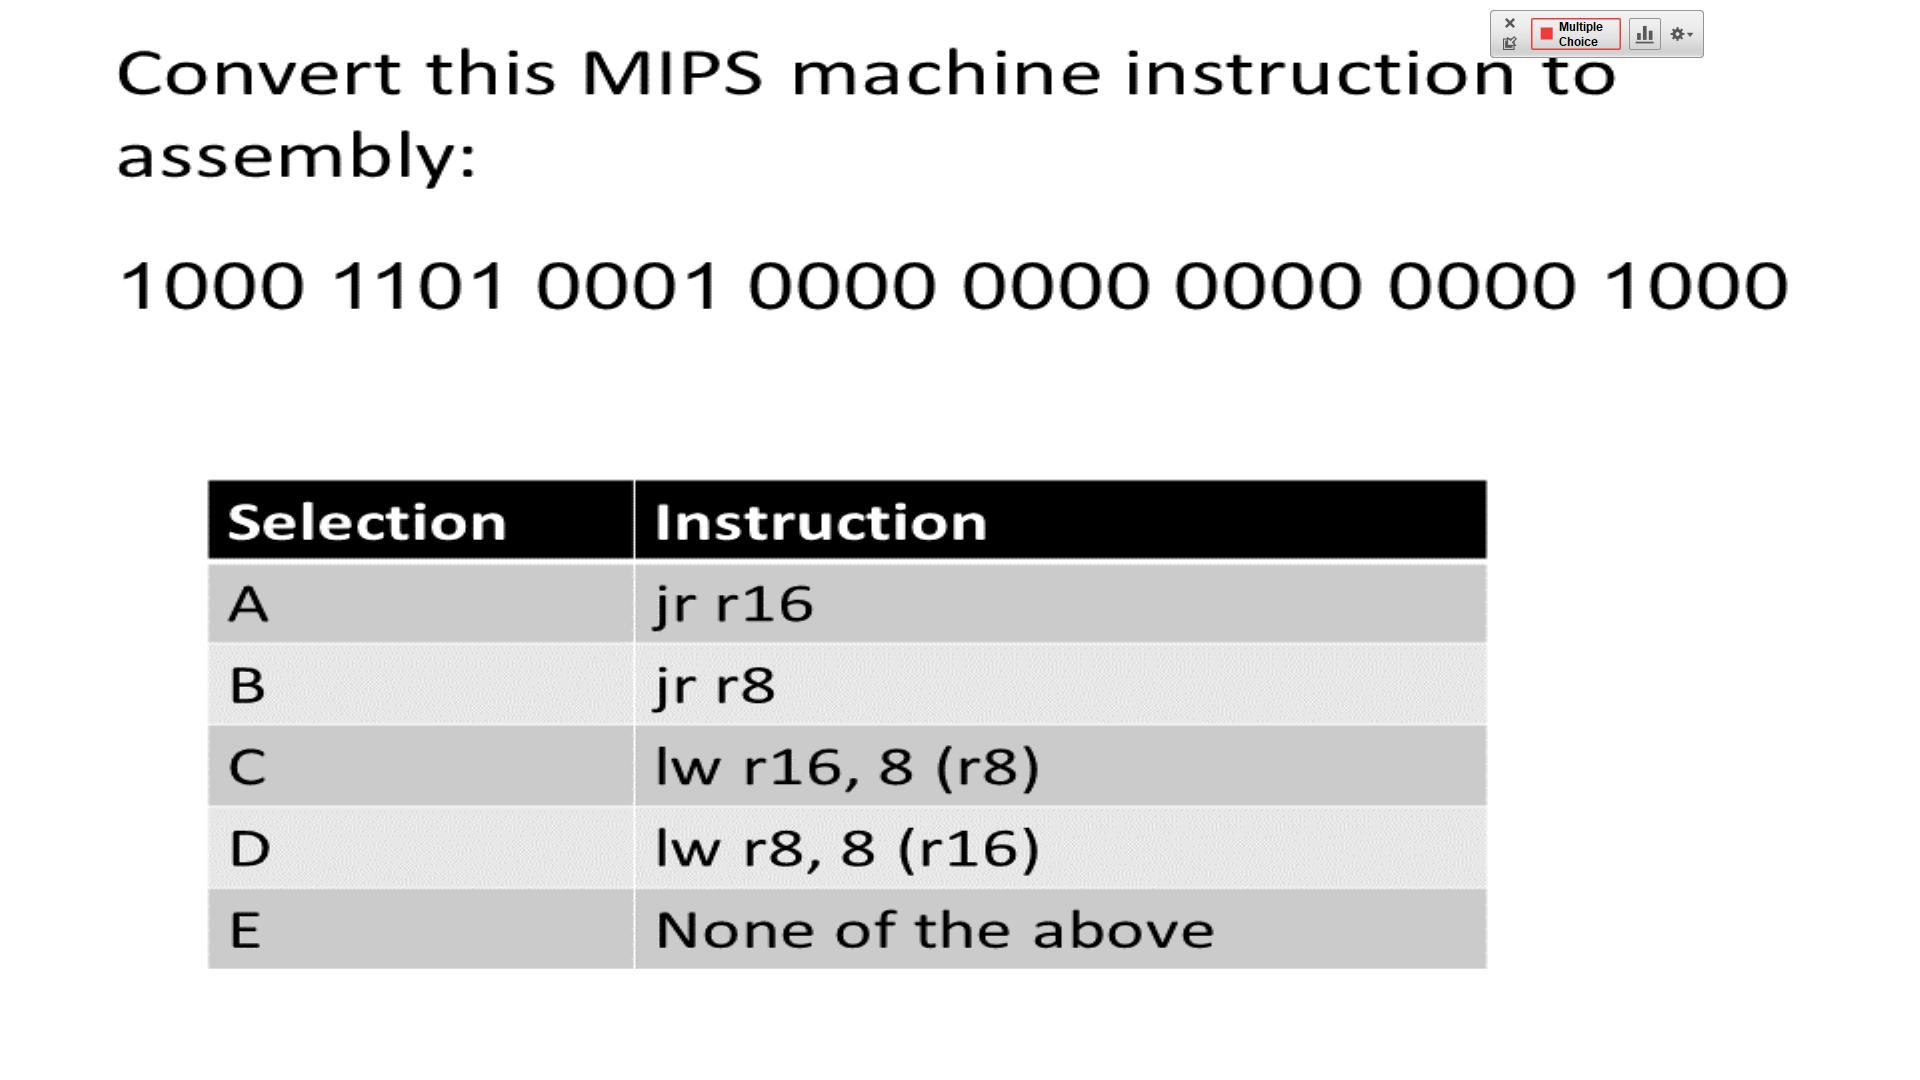 Multiple
Choice
Convert this MIPS machine instruction to
assembly:
1000 1101 0001 0000 0000 0000 0000 1000
Selection Instruction
A jr r16
B jr r8
C lw r16, 8 (r8)
D lw r8, 8 (r16)
E None of the above